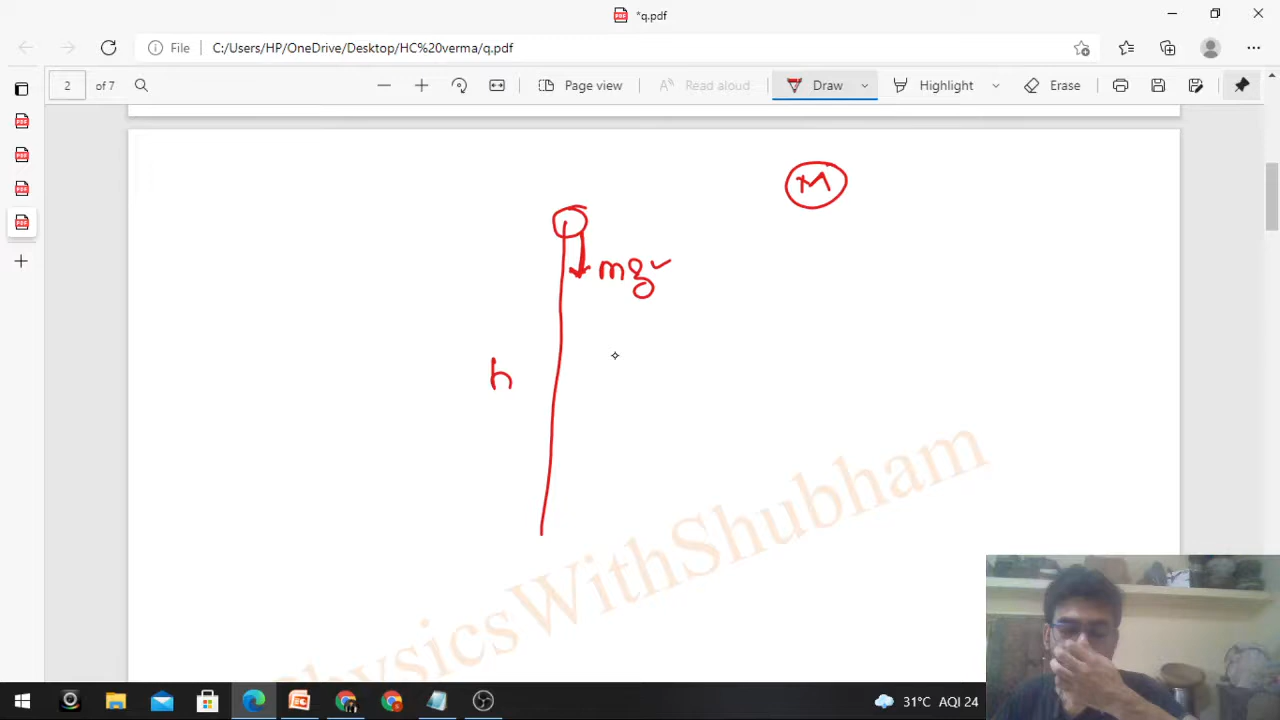 *q.pdf
File C:/Users/HP/OneDrive/Desktop/HC%20verma/q.pdf
2 of 7 Page view Read aloud Draw Highlight Erase
M
mg
h
PhysicsWithShubham
31°C AQI 24